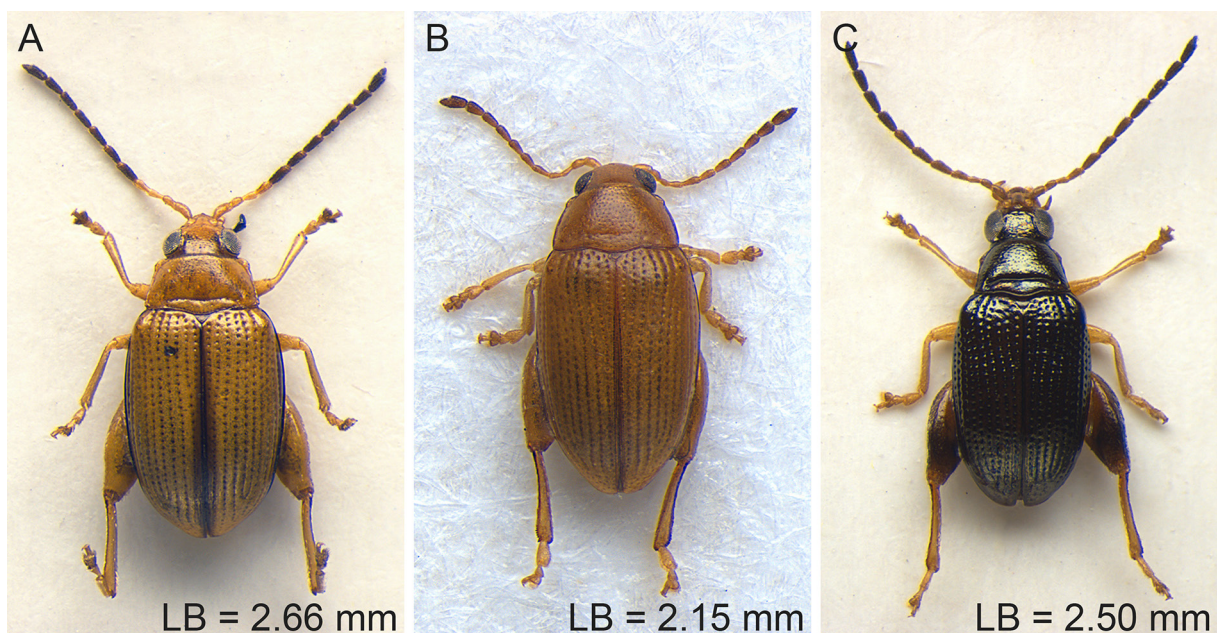 A
B
C
LB = 2.66 mm
LB = 2.15 mm
LB = 2.50 mm